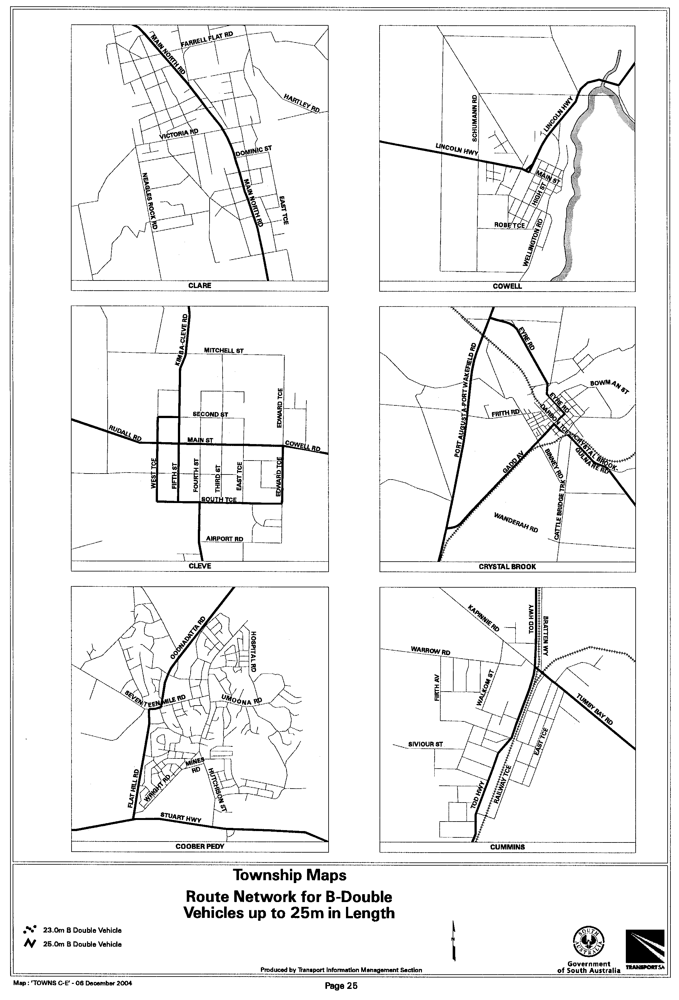 MAIN NORTH RD
FARRELL FLAT RD
HARTLEY RD
VICTORIA RD
DOMINIC ST
NEAGLES ROCK RD
MAIN NORTH RD
EAST TCE
CLARE
SCHUMANN RD
LINCOLN HWY
LINCOLN HWY
MAIN ST
HIGH ST
ROBE TCE
WELLINGTON RD
COWELL
KIMBA-CLEVE RD
MITCHELL ST
EDWARD TCE
SECOND ST
RUDALL RD
MAIN ST
COWELL RD
WEST TCE
FIFTH ST
FOURTH ST
THIRD ST
EAST TCE
EDWARD TCE
SOUTH TCE
AIRPORT RD
CLEVE
EYRE RD
PORT AUGUSTA-PORT WAKEFIELD RD
BOWMAN ST
EYRE RD
FRITH RD
DARBON TCE
CRYSTAL BROOK-
GULNARE RD
GADD AV
BINNEY RD
CATTLE BRIDGE TRK
WANDERAH RD
CRYSTAL BROOK
OODNADATTA RD
HOSPITAL RD
SEVENTEEN MILE RD
UMOONA RD
MINES
RD
FLAT HILL RD
WRIGHT RD
HUTCHISON ST
STUART HWY
COOBER PEDY
KAPINNIE RD
TOD HWY
BRATTEN WY
WARROW RD
FIRTH AV
WALKOM ST
TUMBY BAY RD
SIVIOUR ST
EAST TCE
TOD HWY
RAILWAY TCE
CUMMINS
Township Maps
Route Network for B-Double
Vehicles up to 25m in Length
23.0m B Double Vehicle
25.0m B Double Vehicle
N
SOUTH
AUSTRALIA
Government
of South Australia
TRANSPORT SA
Produced by Transport Information Management Section
Map : 'TOWNS C-E' - 06 December 2004
Page 25